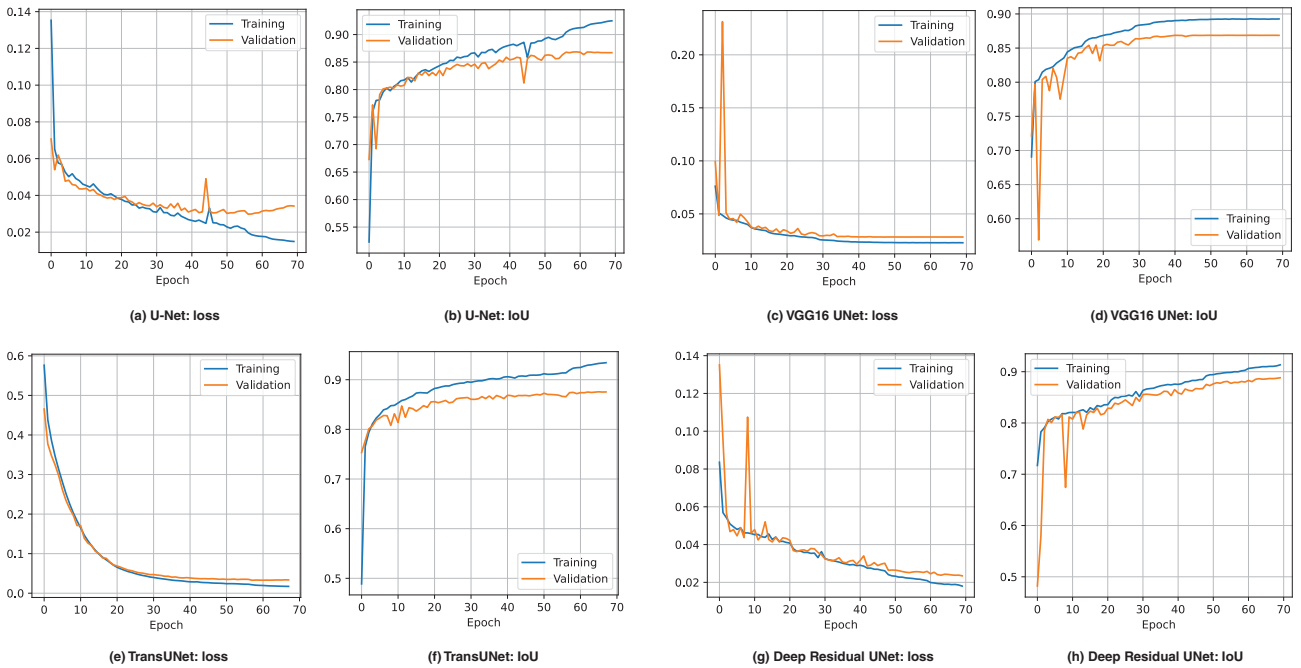 0.14
0.12
0.10
0.08
0.06
0.04
0.02
0 10 20 30 40 50 60 70
Epoch
Training
Validation
(a) U-Net: loss
0.90
0.85
0.80
0.75
0.70
0.65
0.60
0.55
0 10 20 30 40 50 60 70
Epoch
Training
Validation
(b) U-Net: IoU
0.20
0.15
0.10
0.05
0 10 20 30 40 50 60 70
Epoch
Training
Validation
(c) VGG16 UNet: loss
0.90
0.85
0.80
0.75
0.70
0.65
0.60
0 10 20 30 40 50 60 70
Epoch
Training
Validation
(d) VGG16 UNet: IoU
0.6
0.5
0.4
0.3
0.2
0.1
0.0
0 10 20 30 40 50 60 70
Epoch
Training
Validation
(e) TransUNet: loss
0.9
0.8
0.7
0.6
0.5
0 10 20 30 40 50 60 70
Epoch
Training
Validation
(f) TransUNet: IoU
0.14
0.12
0.10
0.08
0.06
0.04
0.02
0 10 20 30 40 50 60 70
Epoch
Training
Validation
(g) Deep Residual UNet: loss
0.9
0.8
0.7
0.6
0.5
0 10 20 30 40 50 60 70
Epoch
Training
Validation
(h) Deep Residual UNet: IoU